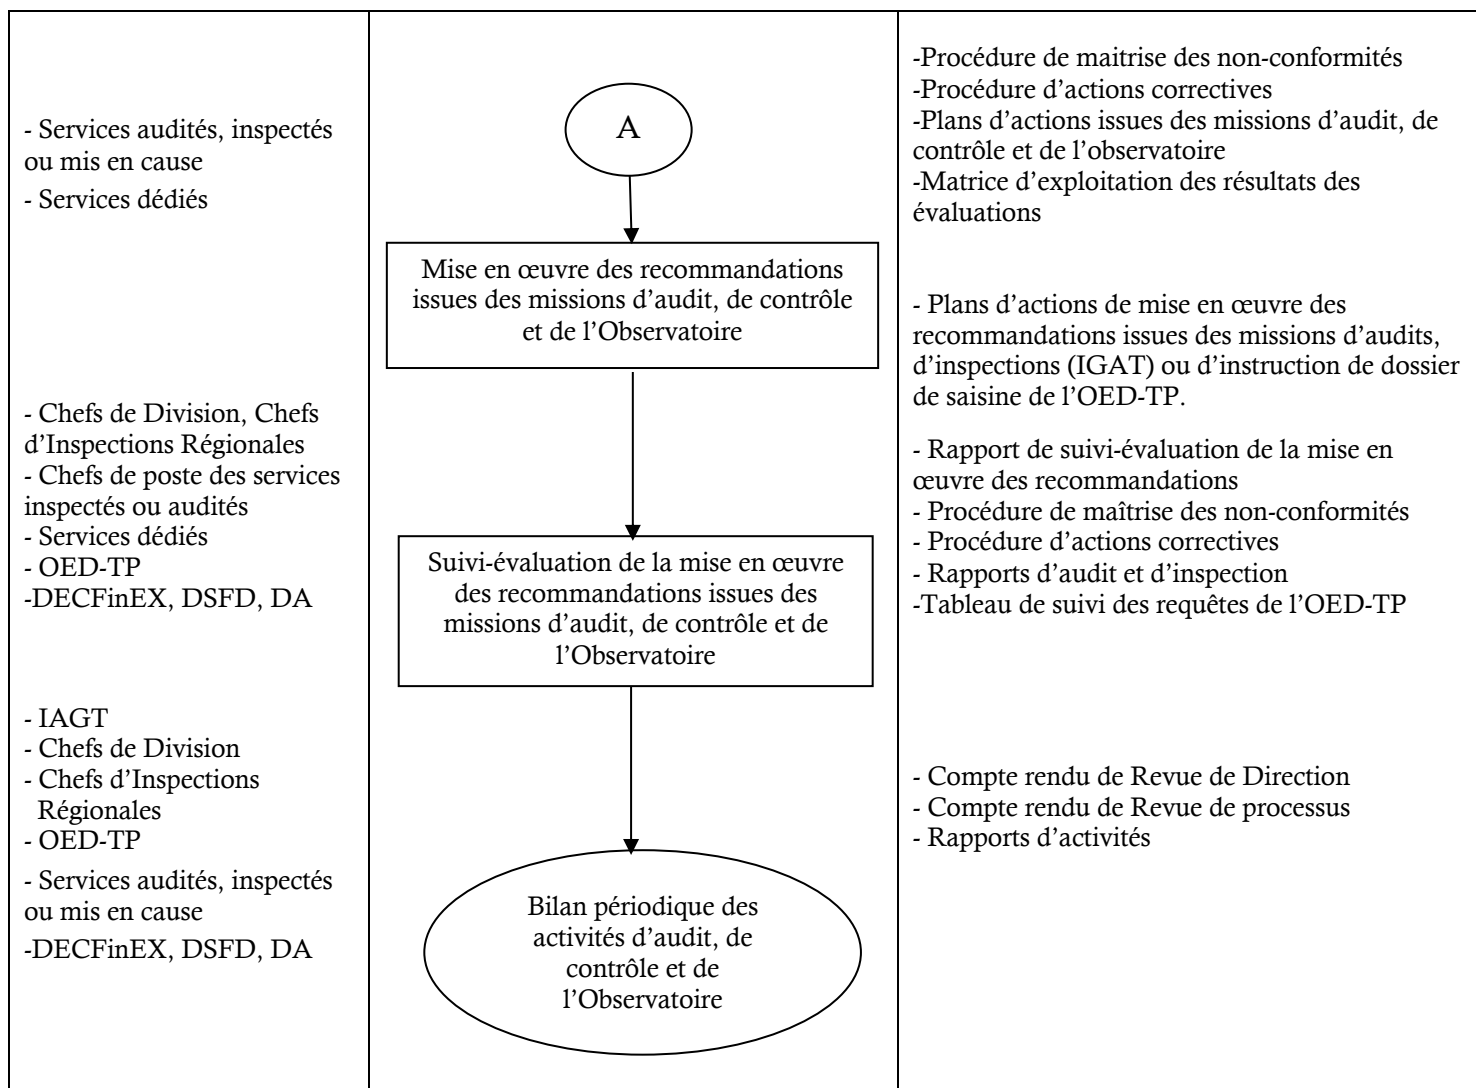 - Services audités, inspectés
ou mis en cause
- Services dédiés
- Chefs de Division, Chefs
d’Inspections Régionales
- Chefs de poste des services
inspectés ou audités
- Services dédiés
- OED-TP
-DECFinEX, DSFD, DA
- IAGT
- Chefs de Division
- Chefs d’Inspections
Régionales
- OED-TP
- Services audités, inspectés
ou mis en cause
-DECFinEX, DSFD, DA
A
Mise en œuvre des recommandations
issues des missions d’audit, de contrôle
et de l’Observatoire
Suivi-évaluation de la mise en œuvre
des recommandations issues des
missions d’audit, de contrôle et de
l’Observatoire
Bilan périodique des
activités d’audit, de
contrôle et de
l’Observatoire
-Procédure de maitrise des non-conformités
-Procédure d’actions correctives
-Plans d’actions issues des missions d’audit, de
contrôle et de l’observatoire
-Matrice d’exploitation des résultats des
évaluations
- Plans d’actions de mise en œuvre des
recommandations issues des missions d’audits,
d’inspections (IGAT) ou d’instruction de dossier
de saisine de l’OED-TP.
- Rapport de suivi-évaluation de la mise en
œuvre des recommandations
- Procédure de maîtrise des non-conformités
- Procédure d’actions correctives
- Rapports d’audit et d’inspection
-Tableau de suivi des requêtes de l’OED-TP
- Compte rendu de Revue de Direction
- Compte rendu de Revue de processus
- Rapports d’activités